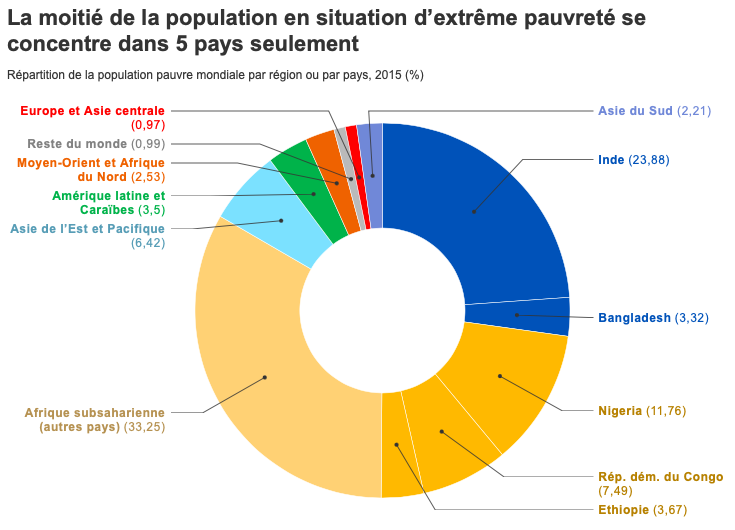 La moitié de la population en situation d’extrême pauvreté se
concentre dans 5 pays seulement
Répartition de la population pauvre mondiale par région ou par pays, 2015 (%)
Europe et Asie centrale
(0,97)
Reste du monde (0,99)
Moyen-Orient et Afrique
du Nord (2,53)
Amérique latine et
Caraïbes (3,5)
Asie de l’Est et Pacifique
(6,42)
Afrique subsaharienne
(autres pays) (33,25)
Asie du Sud (2,21)
Inde (23,88)
Bangladesh (3,32)
Nigeria (11,76)
Rép. dém. du Congo
(7,49)
Ethiopie (3,67)